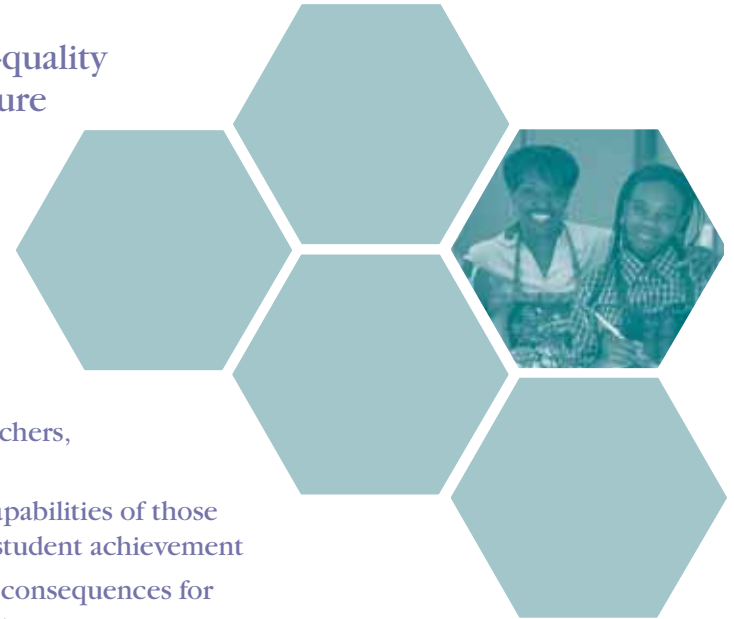 -quality
ure
chers,
apabilities of those
student achievement
consequences for